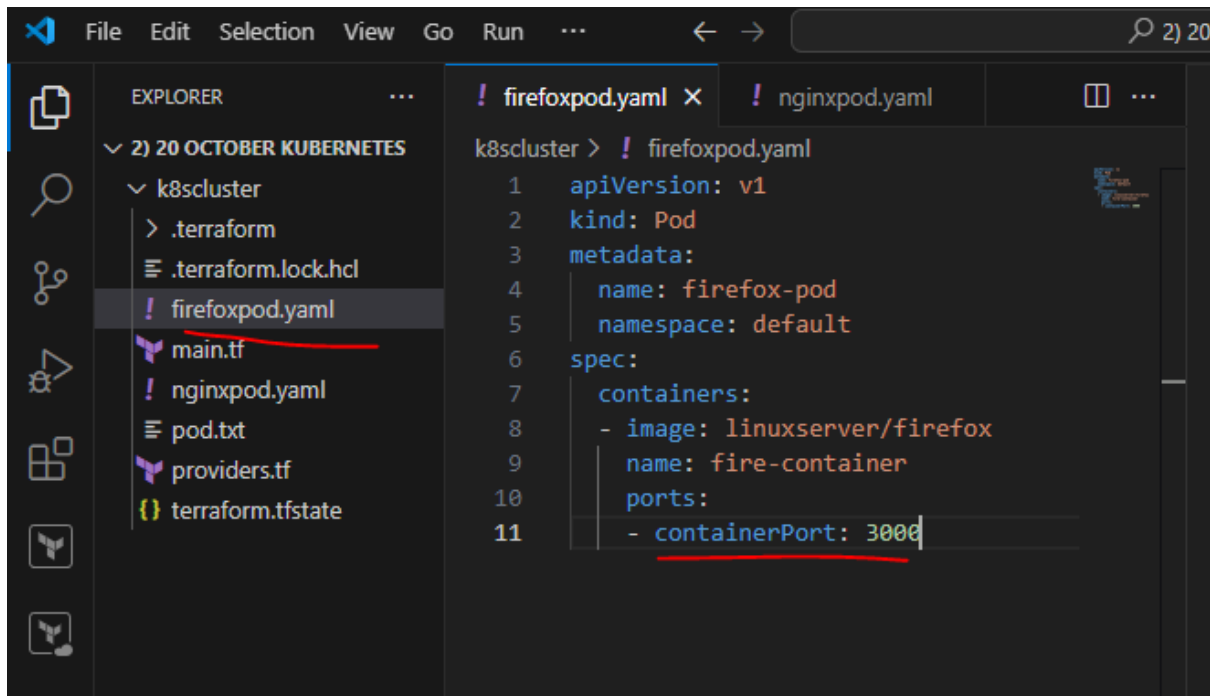 File Edit Selection View Go Run ... ← → 2) 20
EXPLORER ...
2) 20 OCTOBER KUBERNETES
k8scluster
.terraform
.terraform.lock.hcl
! firefoxpod.yaml
main.tf
! nginxpod.yaml
pod.txt
providers.tf
{} terraform.tfstate
! firefoxpod.yaml × ! nginxpod.yaml ...
k8scluster > ! firefoxpod.yaml
1 apiVersion: v1
2 kind: Pod
3 metadata:
4 name: firefox-pod
5 namespace: default
6 spec:
7 containers:
8 - image: linuxserver/firefox
9 name: fire-container
10 ports:
11 - containerPort: 3000